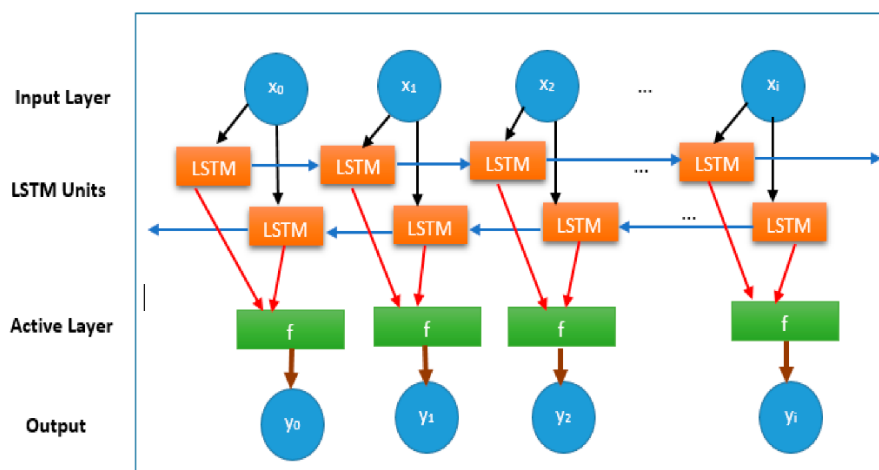 Input Layer
x₀ x₁ x₂ ... xᵢ
LSTM Units
LSTM LSTM LSTM ... LSTM
LSTM LSTM LSTM ... LSTM
Active Layer
f f f f
Output
y₀ y₁ y₂ yᵢ